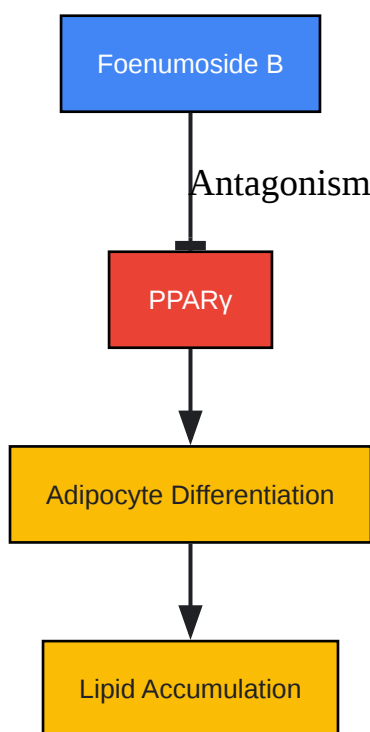 Foenumoside B
Antagonism
PPARγ
Adipocyte Differentiation
Lipid Accumulation